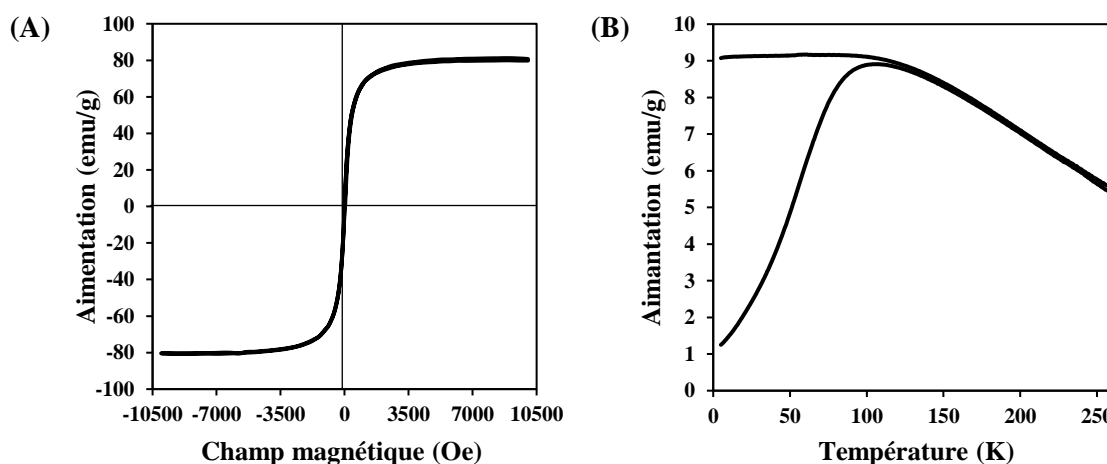 (A)
Aimentation (emu/g)
100
80
60
40
20
0
-20
-40
-60
-80
-100
-10500 -7000 -3500 0 3500 7000 10500
Champ magnétique (Oe)
(B)
Aimantation (emu/g)
10
9
8
7
6
5
4
3
2
1
0
0 50 100 150 200 250
Température (K)